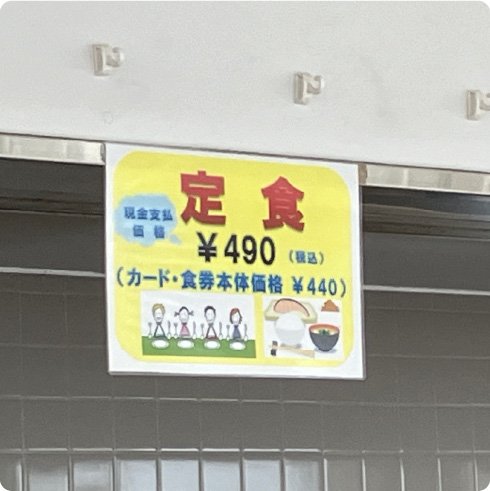 定食
現金支払
価格
¥490（税込）
（カード・食券本体価格 ¥440）